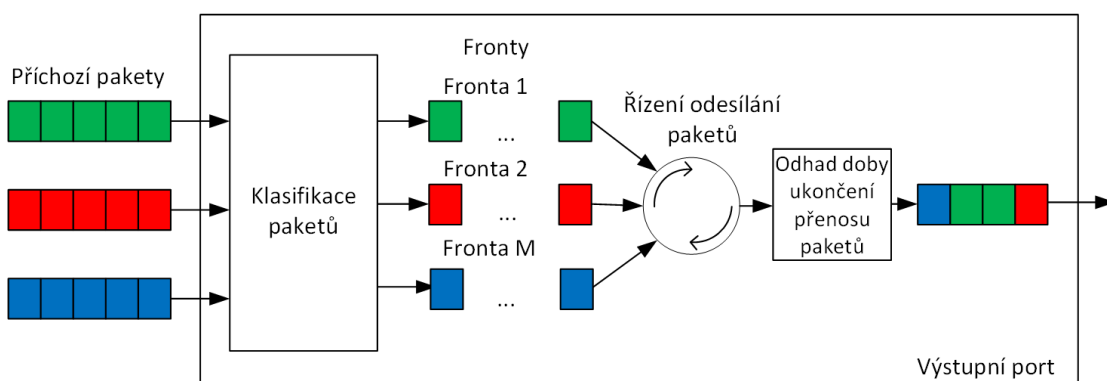 Příchozí pakety
Klasifikace
paketů
Fronty
Fronta 1
...
Fronta 2
...
Fronta M
...
Řízení odesílání
paketů
Odhad doby
ukončení
přenosu
paketů
Výstupní port